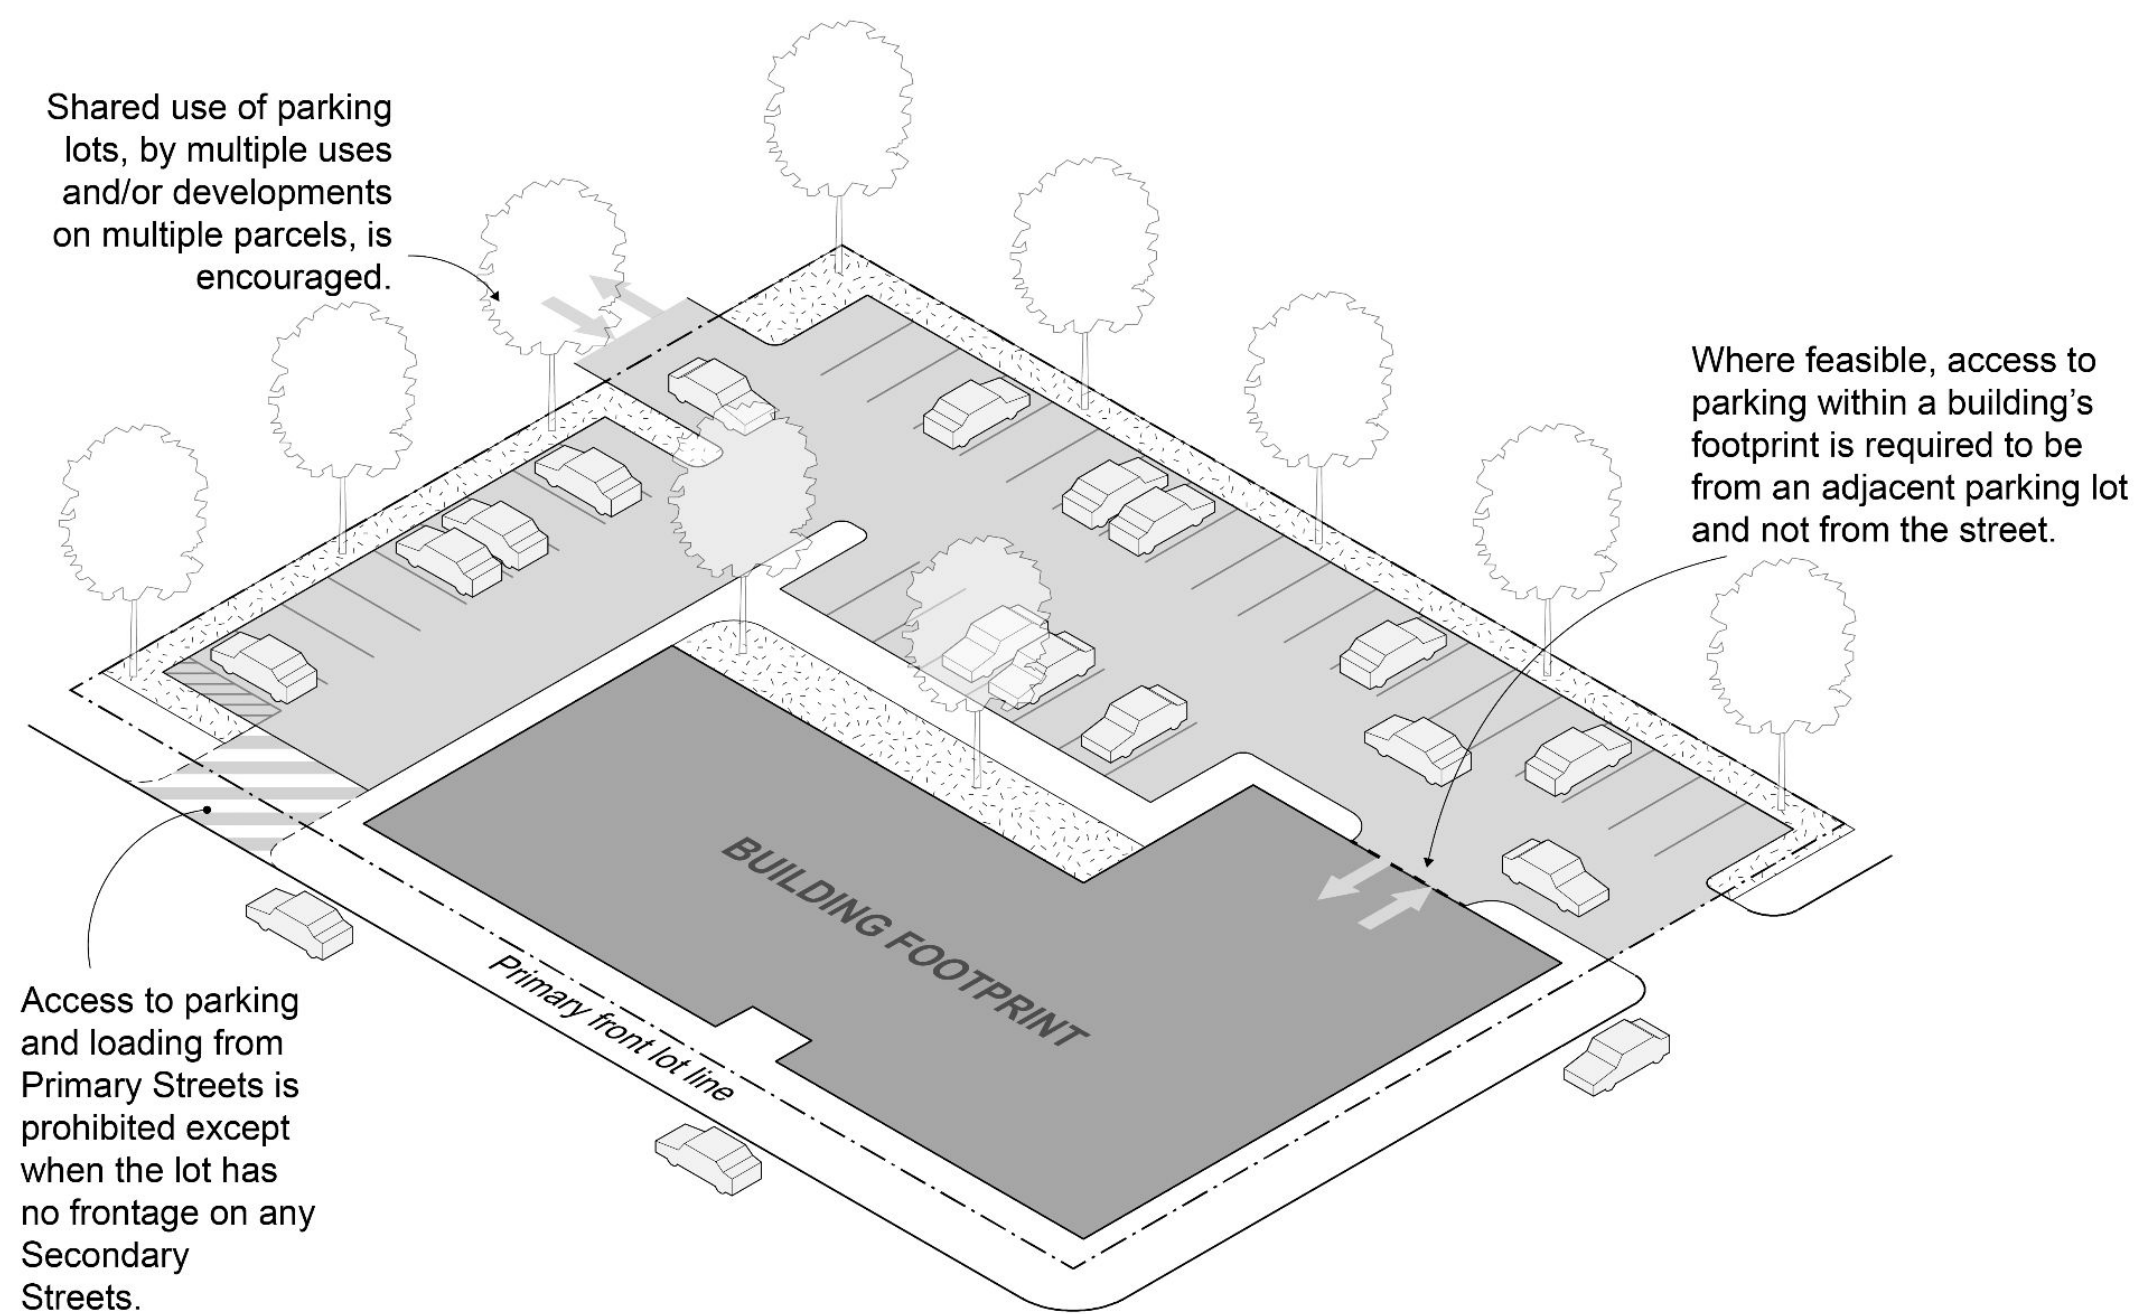 Shared use of parking
lots, by multiple uses
and/or developments
on multiple parcels, is
encouraged.
Where feasible, access to
parking within a building’s
footprint is required to be
from an adjacent parking lot
and not from the street.
BUILDING FOOTPRINT
Primary front lot line
Access to parking
and loading from
Primary Streets is
prohibited except
when the lot has
no frontage on any
Secondary
Streets.